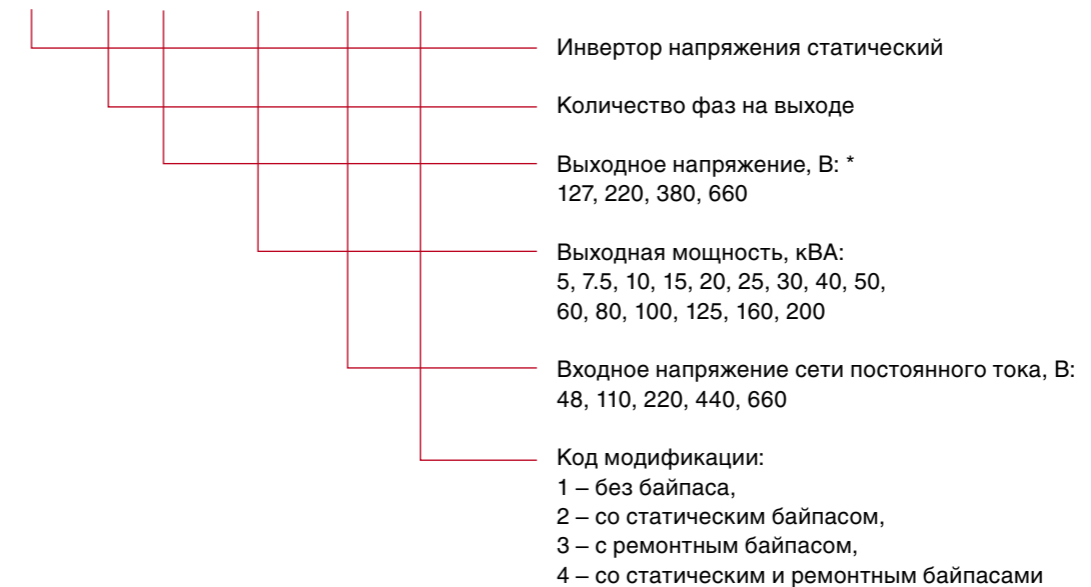 Инвертор напряжения статический
Количество фаз на выходе
Выходное напряжение, В: *
127, 220, 380, 660
Выходная мощность, кВА:
5, 7.5, 10, 15, 20, 25, 30, 40, 50,
60, 80, 100, 125, 160, 200
Входное напряжение сети постоянного тока, В:
48, 110, 220, 440, 660
Код модификации:
1 – без байпаса,
2 – со статическим байпасом,
3 – с ремонтным байпасом,
4 – со статическим и ремонтным байпасами